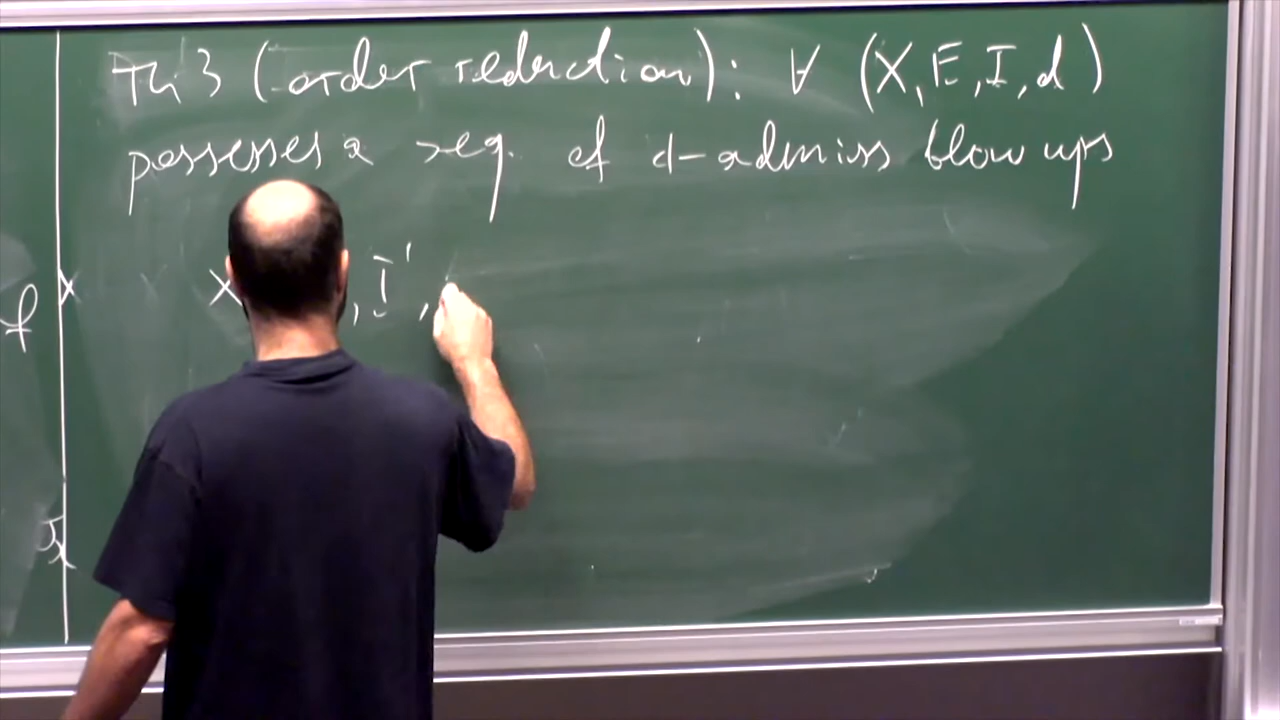 Th 3 (order reduction): ∀ (X, E, I, d)
possesses a seq. of d-admiss blow ups
X , I' ,